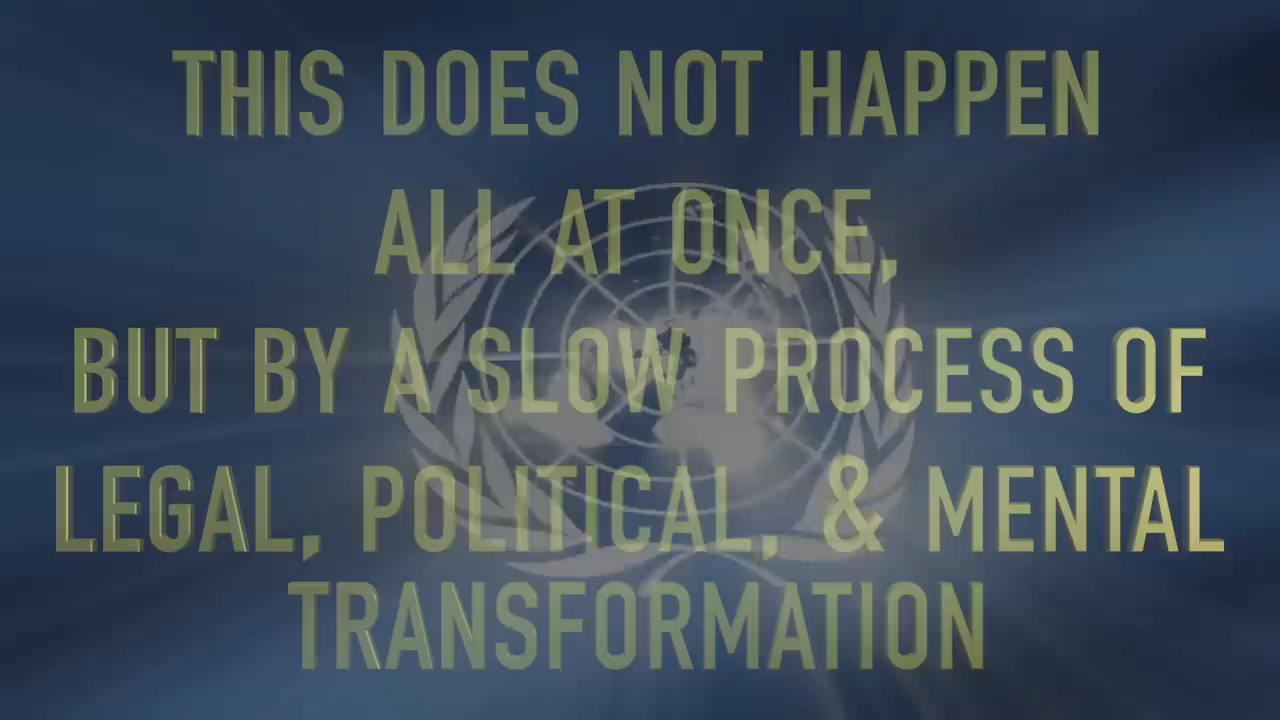 THIS DOES NOT HAPPEN
ALL AT ONCE,
BUT BY A SLOW PROCESS OF
LEGAL, POLITICAL, & MENTAL
TRANSFORMATION